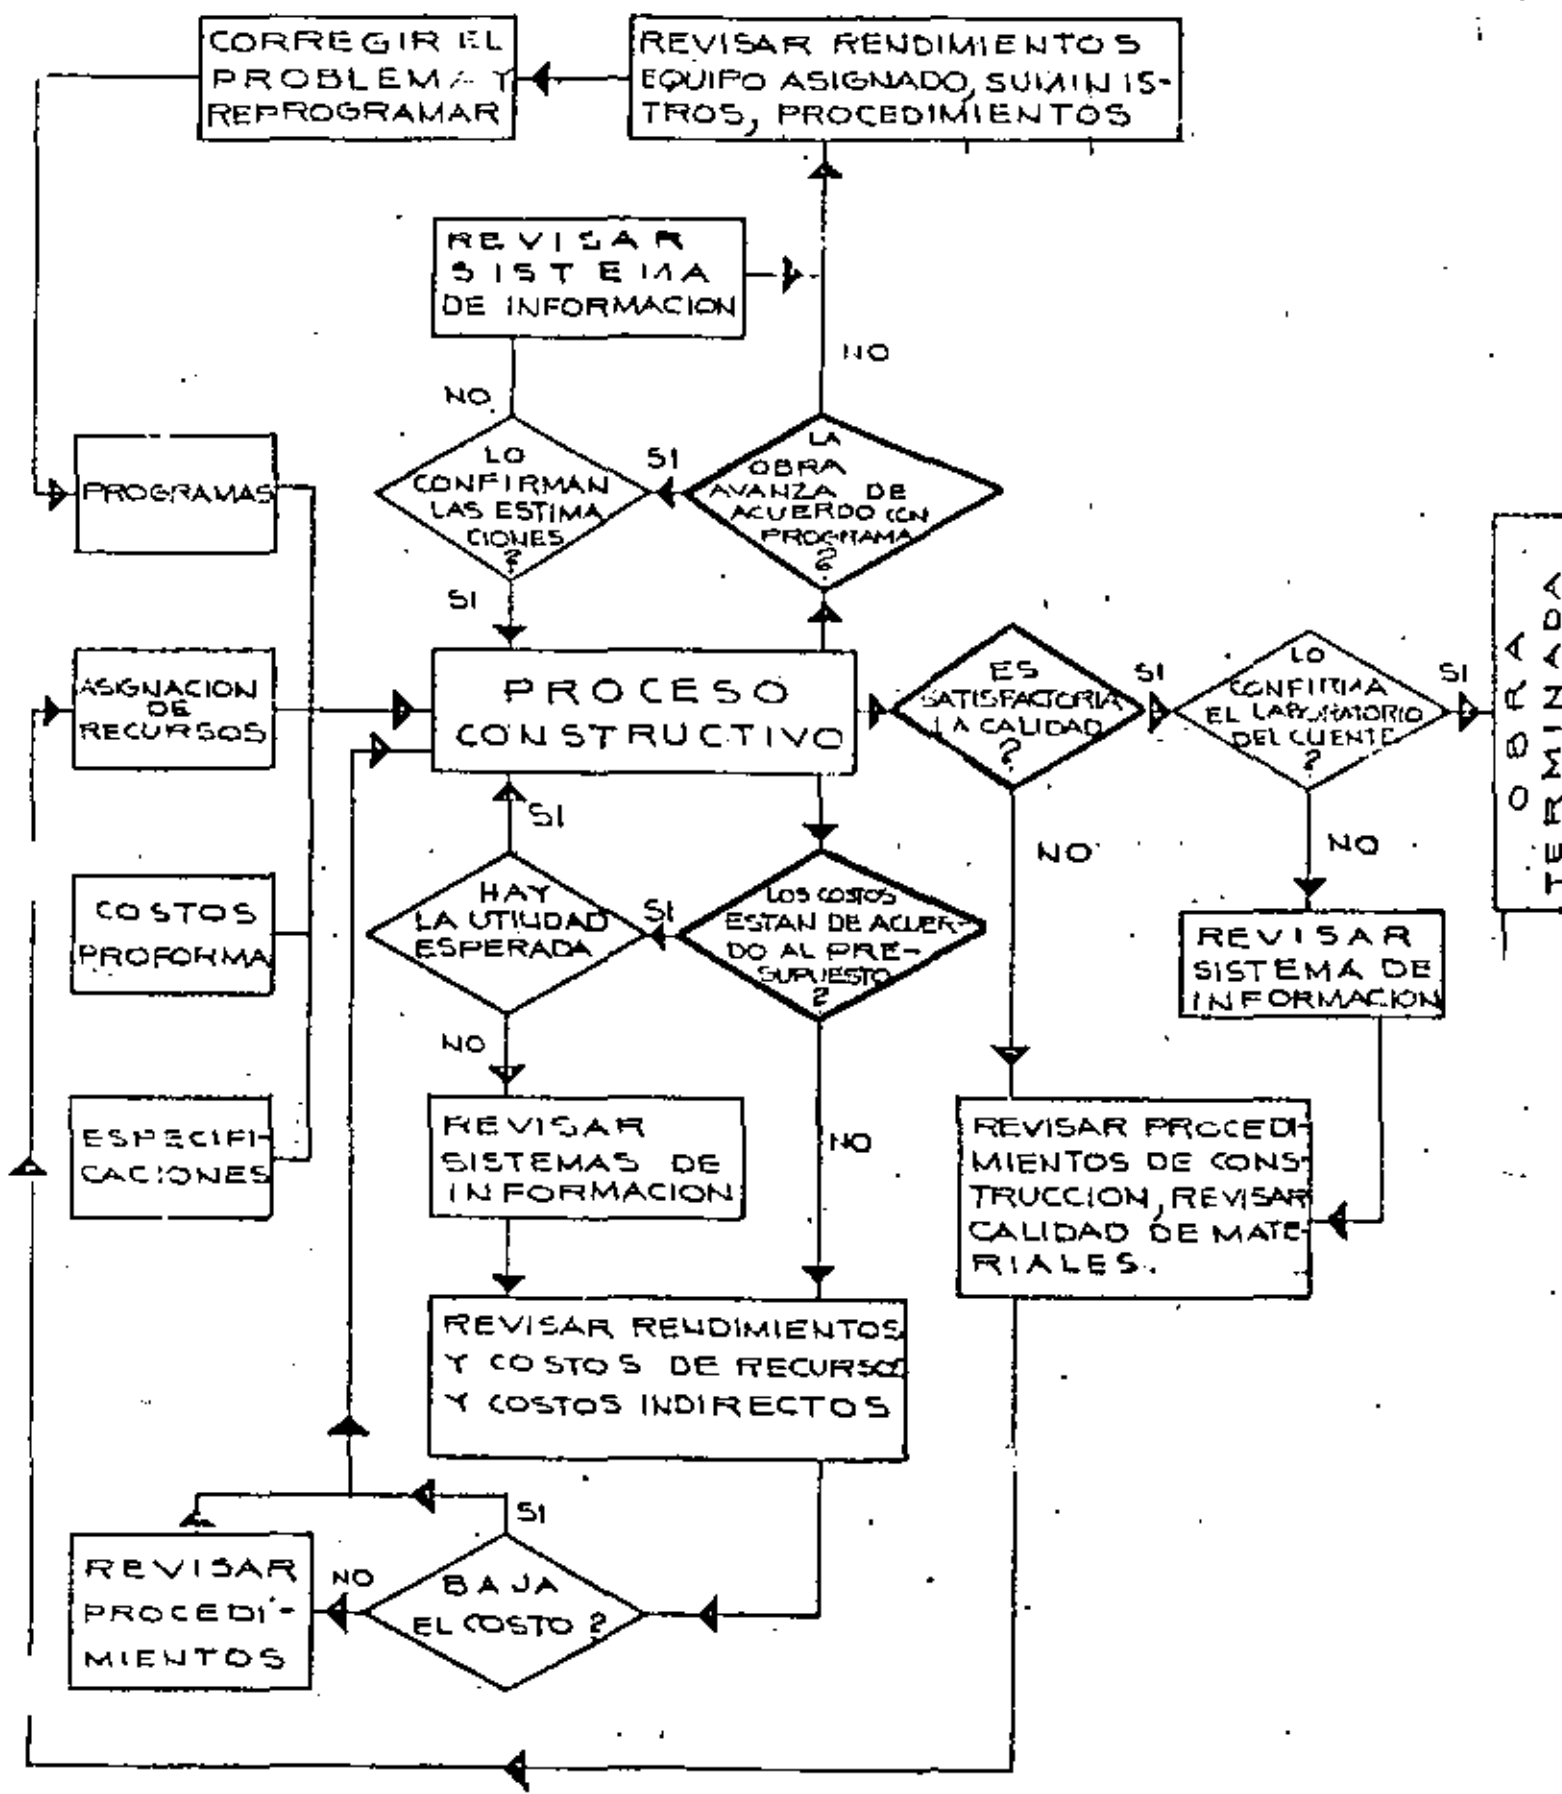 CORREGIR EL
PROBLEMA Y
REPROGRAMAR
REVISAR RENDIMIENTOS
EQUIPO ASIGNADO, SUMINIS-
TROS, PROCEDIMIENTOS
REVISAR
SISTEMA
DE INFORMACION
NO
NO
LO
CONFIRMAN
LAS ESTIMA
CIONES
?
SI
LA
OBRA
AVANZA DE
ACUERDO CON
PROGRAMA
?
PROGRAMAS
SI
ASIGNACION
DE
RECURSOS
PROCESO
CONSTRUCTIVO
ES
SATISFACTORIA
LA CALIDAD
?
SI
LO
CONFIRMA
EL LABORATORIO
DEL CLIENTE
?
SI
OBRA
TERMINADA
SI
NO
NO
COSTOS
PROFORMA
HAY
LA UTILIDAD
ESPERADA
SI
LOS COSTOS
ESTAN DE ACUER-
DO AL PRE-
SUPUESTO
?
REVISAR
SISTEMA DE
INFORMACION
NO
NO
ESPECIFI-
CACIONES
REVISAR
SISTEMAS DE
INFORMACION
REVISAR PROCEDI-
MIENTOS DE CONS-
TRUCCION, REVISAR
CALIDAD DE MATE-
RIALES.
REVISAR RENDIMIENTOS
Y COSTOS DE RECURSOS
Y COSTOS INDIRECTOS
SI
REVISAR
PROCEDI-
MIENTOS
NO
BAJA
EL COSTO ?